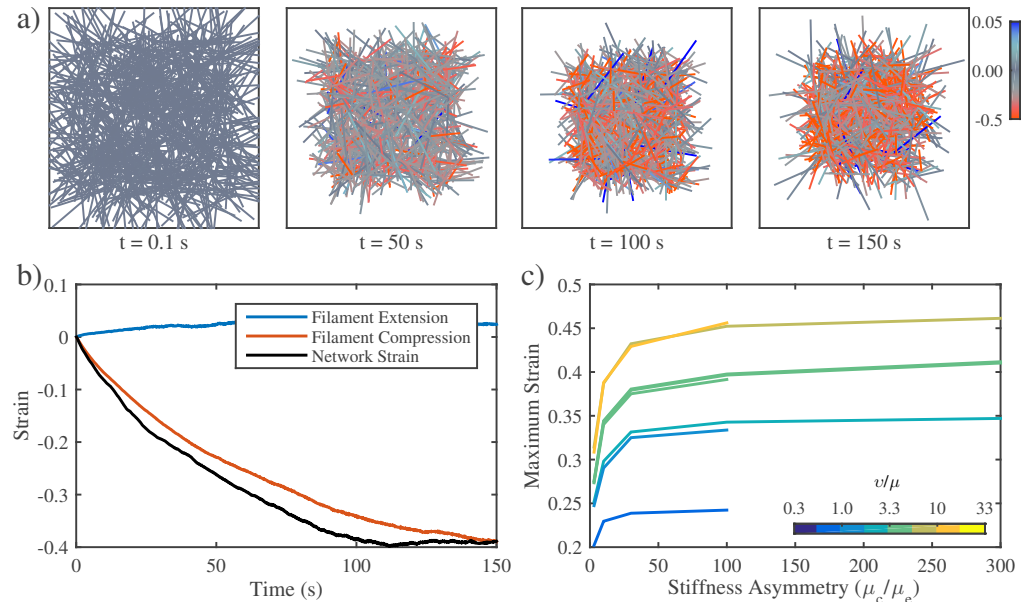 a)
0.05
0.00
-0.5
t = 0.1 s
t = 50 s
t = 100 s
t = 150 s
b)
0.1
0
-0.1
-0.2
-0.3
-0.4
Strain
Filament Extension
Filament Compression
Network Strain
0
50
100
150
Time (s)
c)
0.5
0.45
0.4
0.35
0.3
0.25
0.2
Maximum Strain
υ/μ
0.3
1.0
3.3
10
33
0
50
100
150
200
250
300
Stiffness Asymmetry (μc/μe)